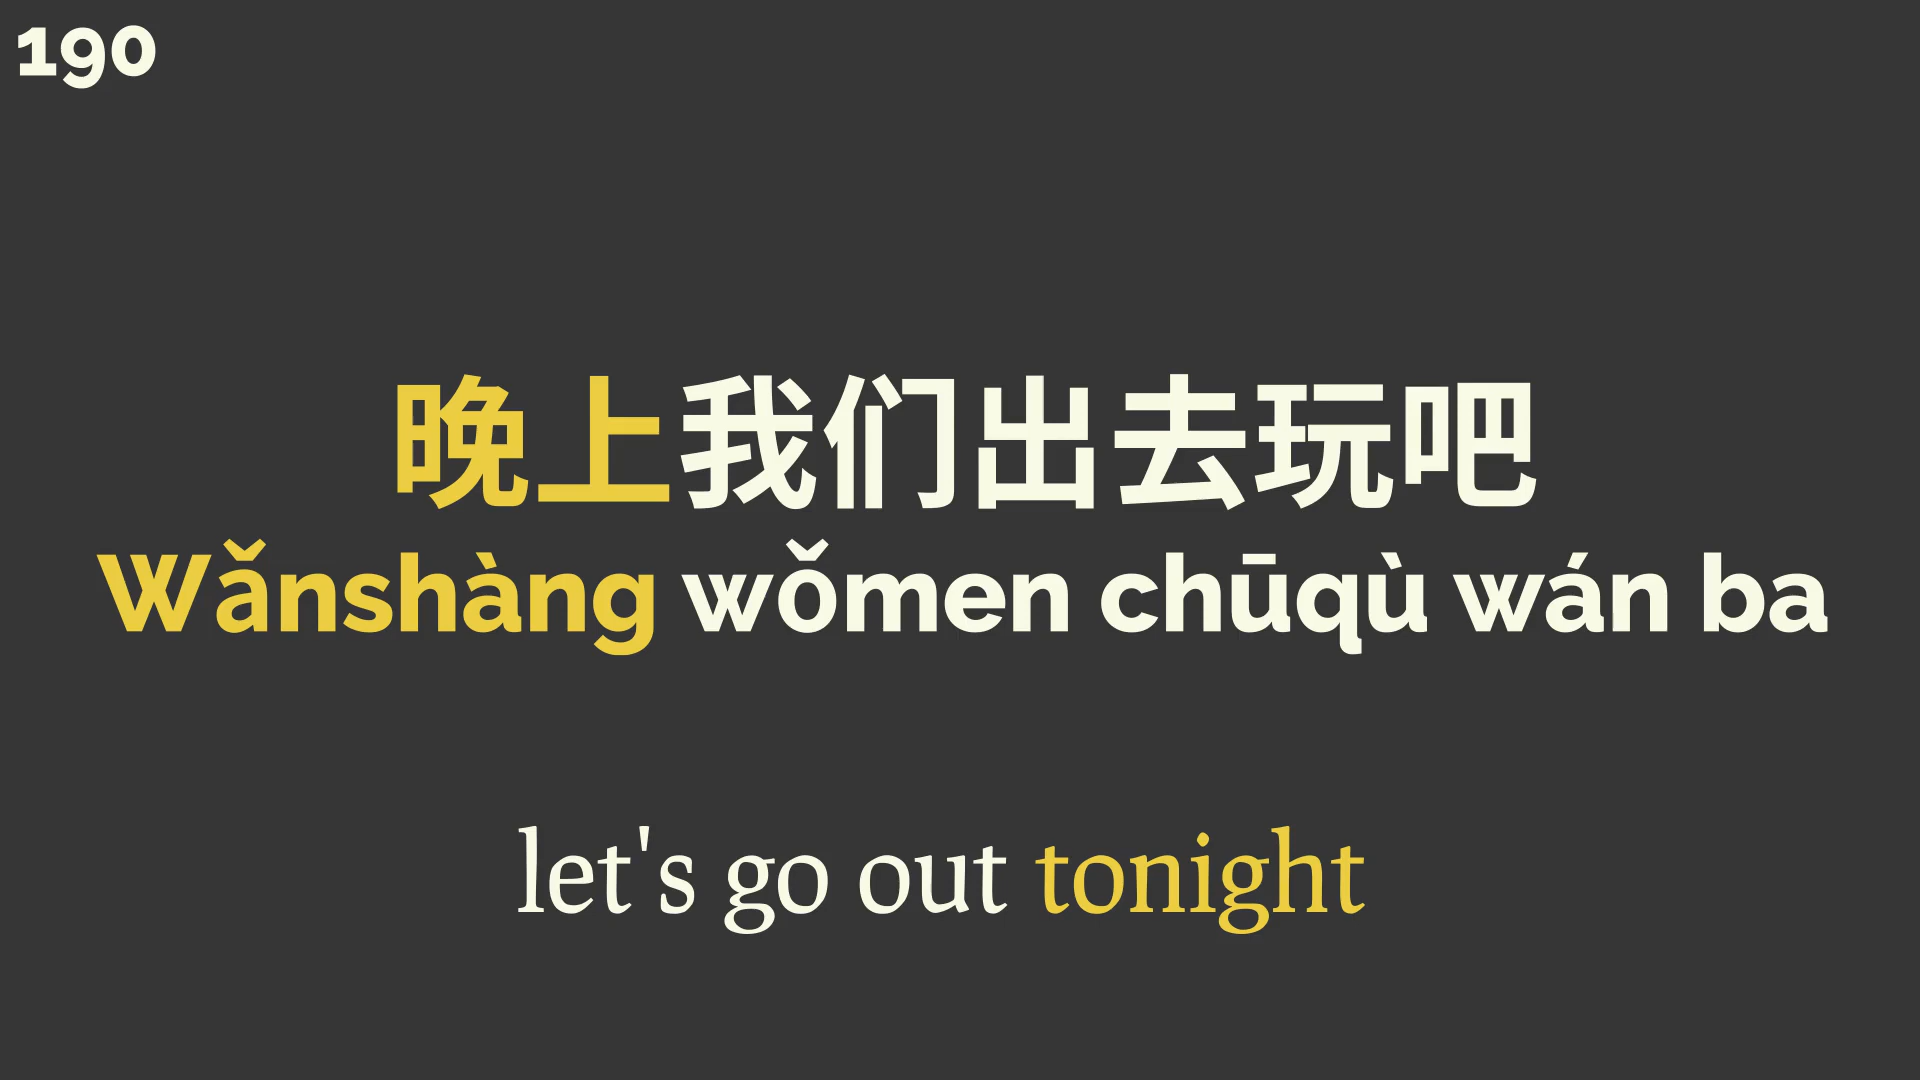 190
晚上我们出去玩吧
Wǎnshàng wǒmen chūqù wán ba
let's go out tonight